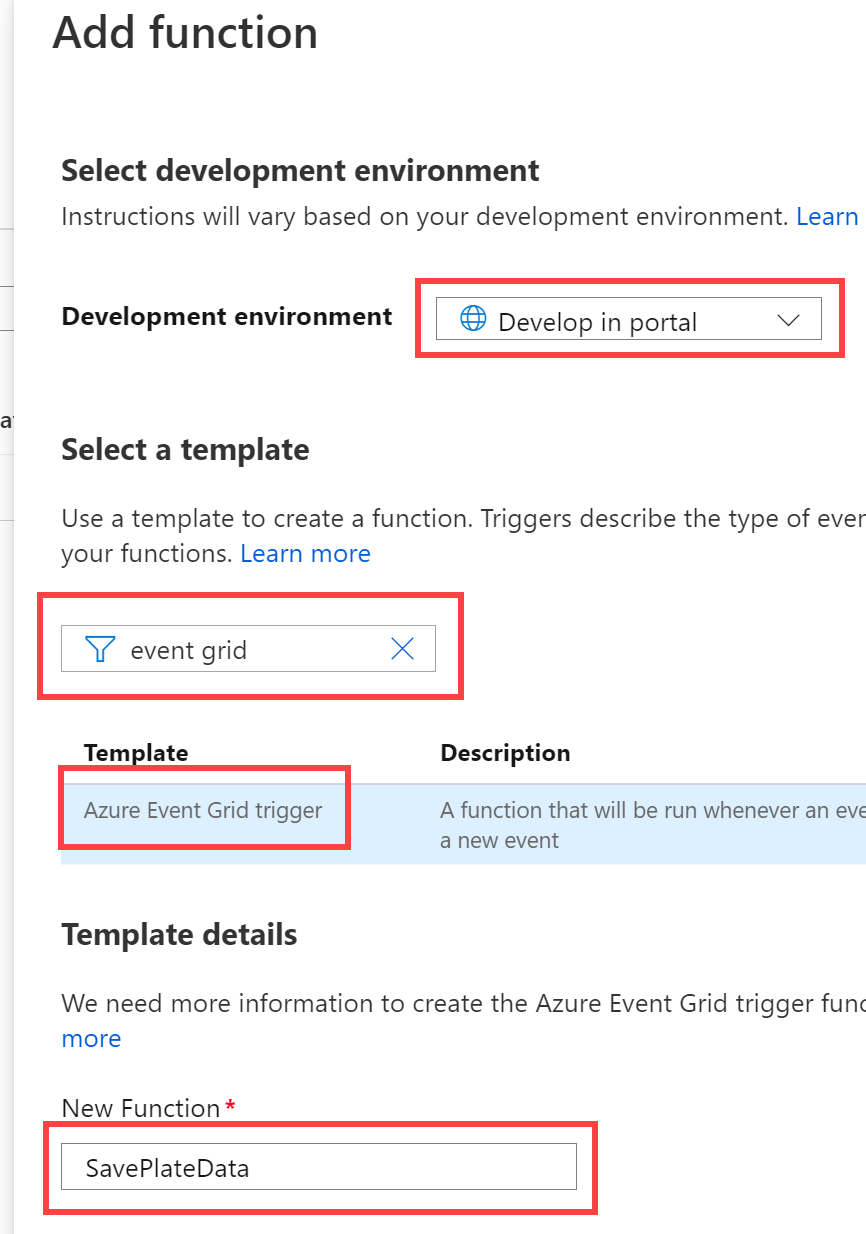 Add function
Select development environment
Instructions will vary based on your development environment. Learn
Development environment
Develop in portal
Select a template
Use a template to create a function. Triggers describe the type of
your functions. Learn more
event grid
Template Description
Azure Event Grid trigger A function that will be run whenever an
a new event
Template details
We need more information to create the Azure Event Grid trigger
more
New Function *
SavePlateData